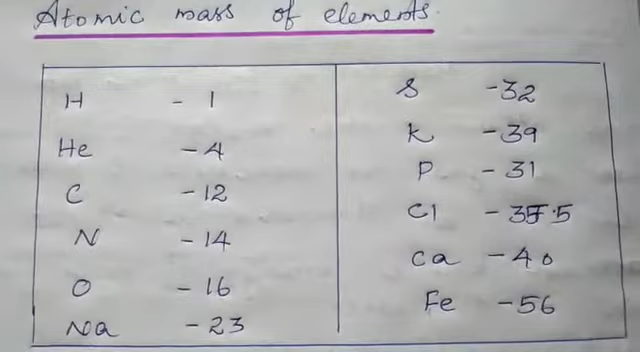 Atomic mass of elements.
H - 1
He - 4
C - 12
N - 14
O - 16
Na - 23
S - 32
K - 39
P - 31
Cl - 35.5
Ca - 40
Fe - 56